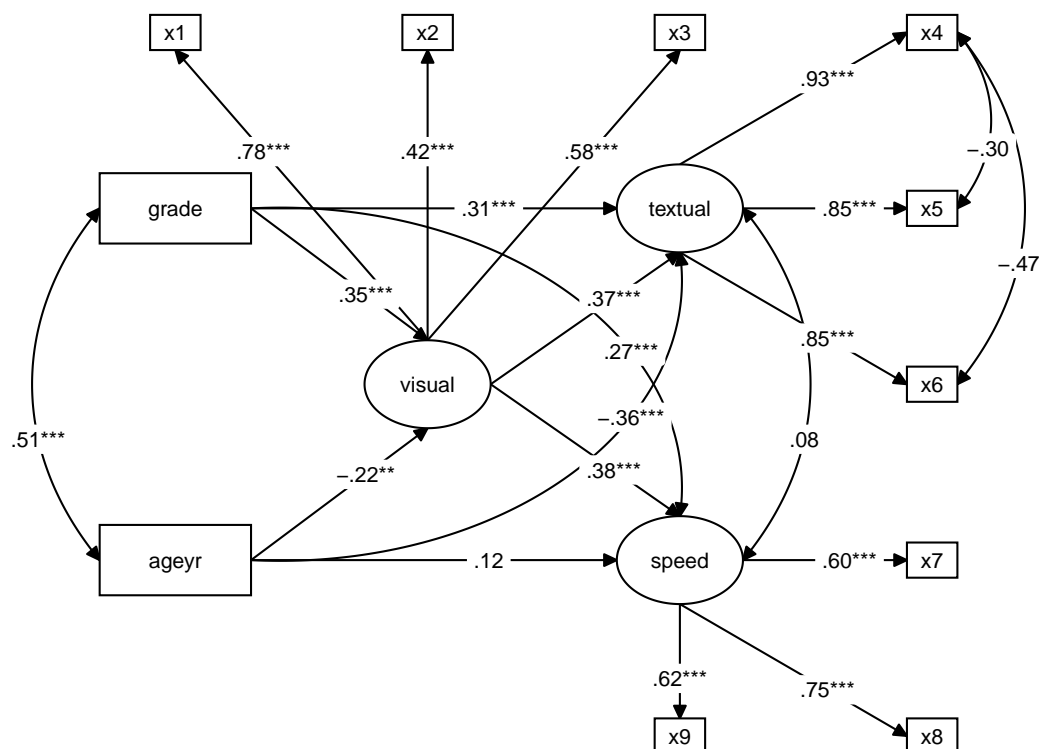 x1
x2
x3
x4
.93***
.78***
.42***
.58***
−.30
grade
.31***
textual
.85***
x5
−.47
.35***
.37***
.85***
.27***
visual
x6
−.36***
.51***
.08
−.22**
.38***
ageyr
.12
speed
.60***
x7
.62***
.75***
x9
x8